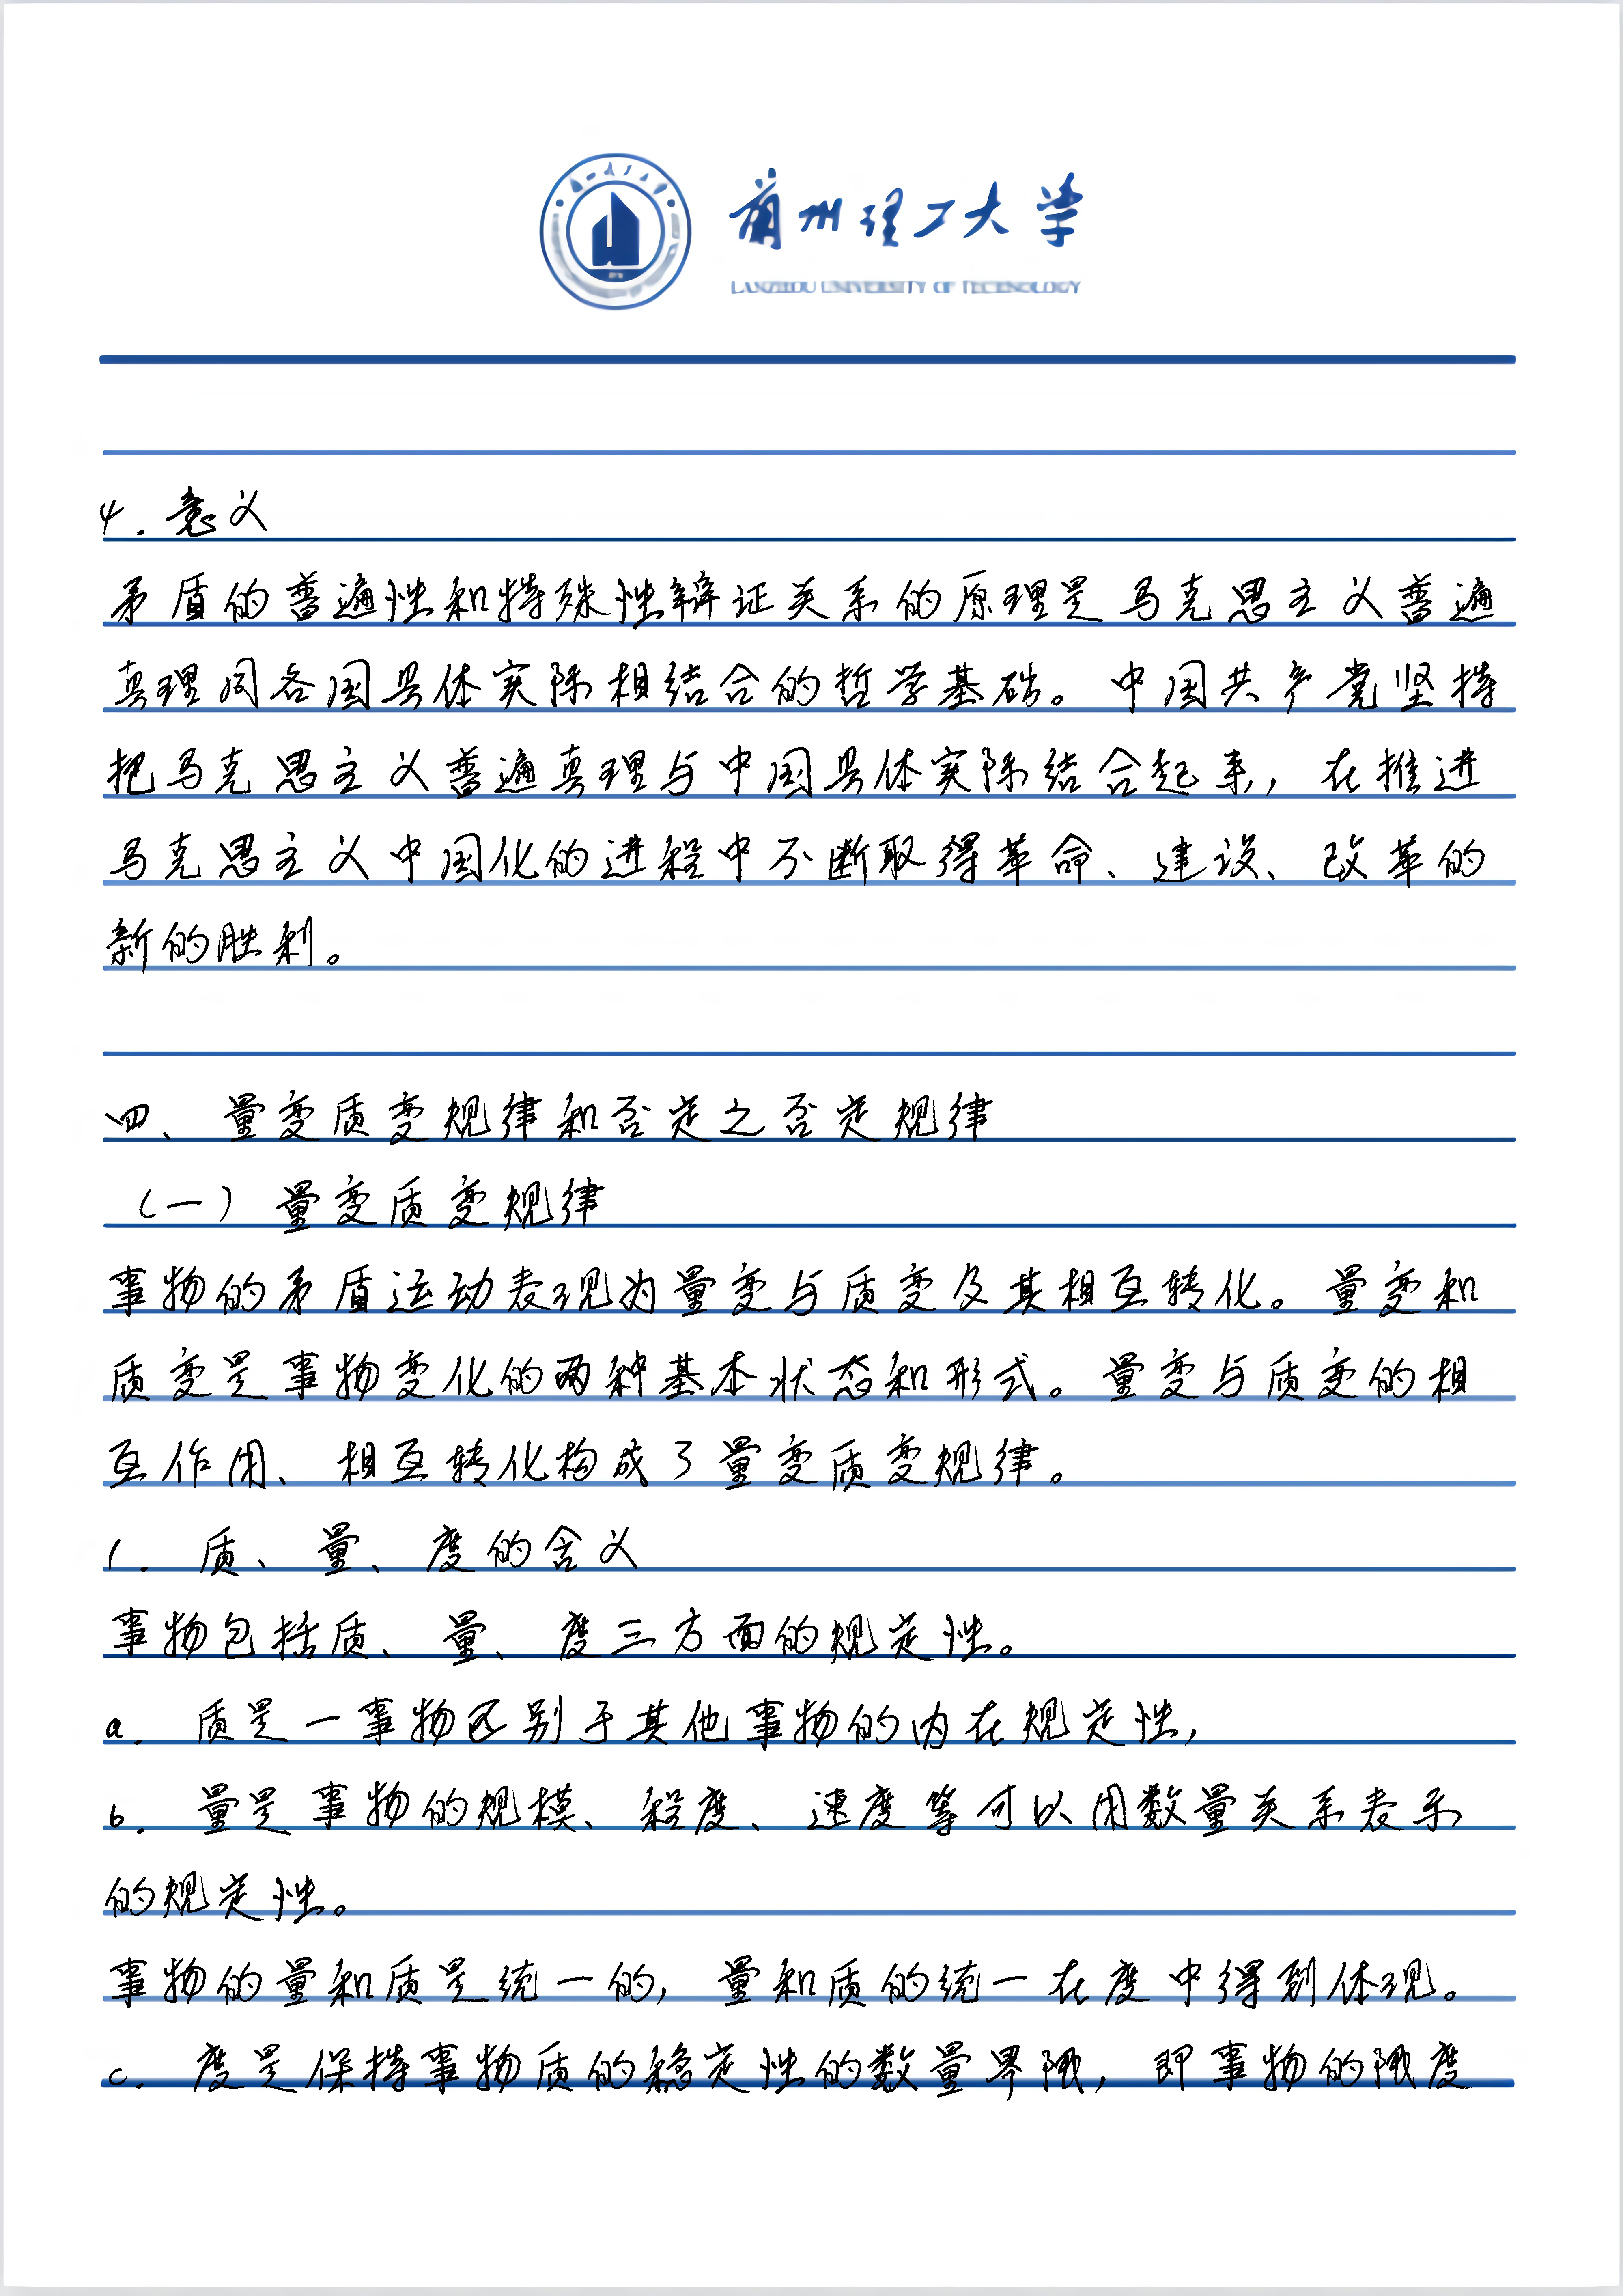 兰州理工大学
LANZHOU UNIVERSITY OF TECHNOLOGY
4. 意义
矛盾的普遍性和特殊性辩证关系的原理是马克思主义普遍
真理同各国具体实际相结合的哲学基础。中国共产党坚持
把马克思主义普遍真理与中国具体实际结合起来，在推进
马克思主义中国化的进程中不断取得革命、建设、改革的
新的胜利。
四、量变质变规律和否定之否定规律
（一）量变质变规律
事物的矛盾运动表现为量变与质变及其相互转化。量变和
质变是事物变化的两种基本状态和形式。量变与质变的相
互作用、相互转化构成了量变质变规律。
1. 质、量、度的含义
事物包括质、量、度三方面的规定性。
a. 质是一事物区别于其他事物的内在规定性，
b. 量是事物的规模、程度、速度等可以用数量关系表示
的规定性。
事物的量和质是统一的，量和质的统一在度中得到体现。
c. 度是保持事物质的稳定性的数量界限，即事物的限度